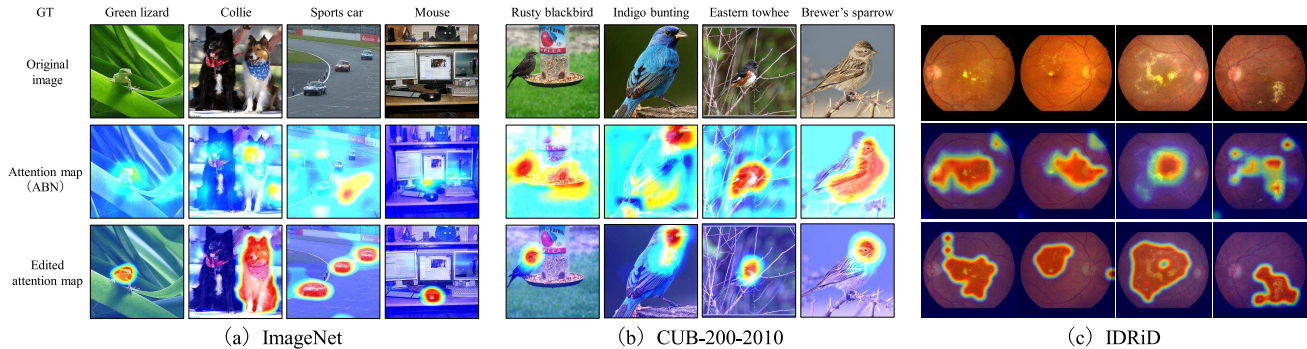 GT Green lizard Collie Sports car Mouse Rusty blackbird Indigo bunting Eastern towhee Brewer's sparrow
Original
image
Attention map
(ABN)
Edited
attention map
(a) ImageNet (b) CUB-200-2010 (c) IDRiD